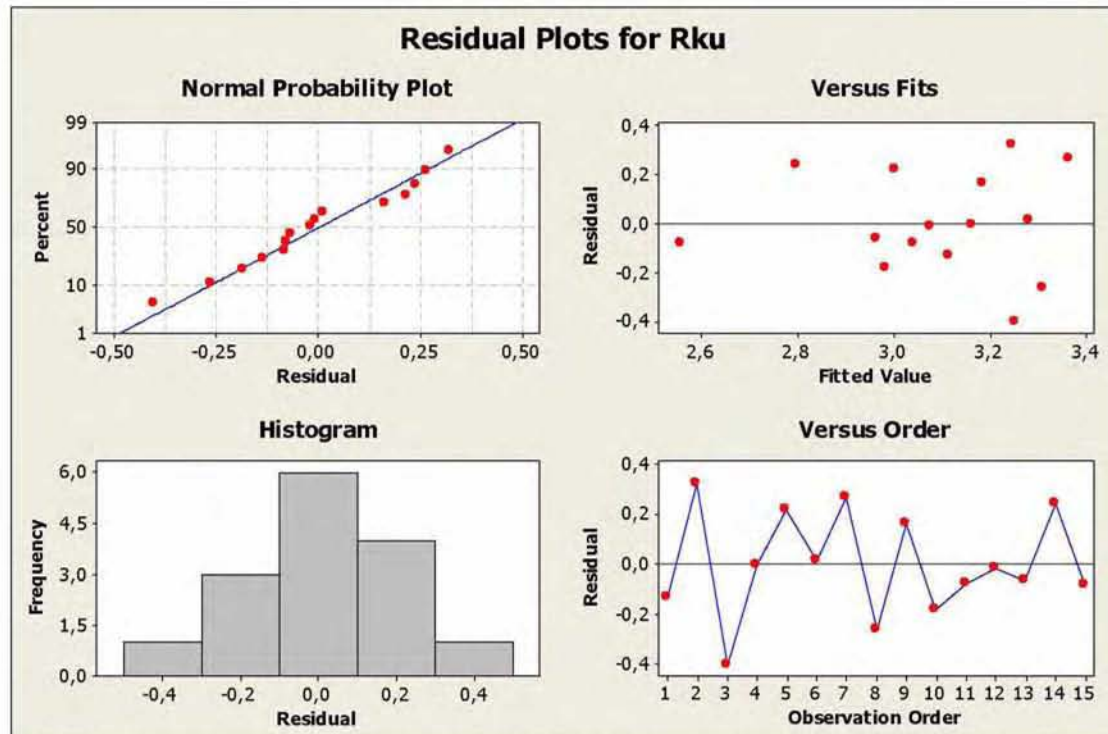 Residual Plots for Rku
Normal Probability Plot
Percent
99
90
50
10
1
-0,50 -0,25 0,00 0,25 0,50
Residual
Versus Fits
Residual
0,4
0,2
0,0
-0,2
-0,4
2,6 2,8 3,0 3,2 3,4
Fitted Value
Histogram
Frequency
6,0
4,5
3,0
1,5
0,0
-0,4 -0,2 0,0 0,2 0,4
Residual
Versus Order
Residual
0,4
0,2
0,0
-0,2
-0,4
1 2 3 4 5 6 7 8 9 10 11 12 13 14 15
Observation Order